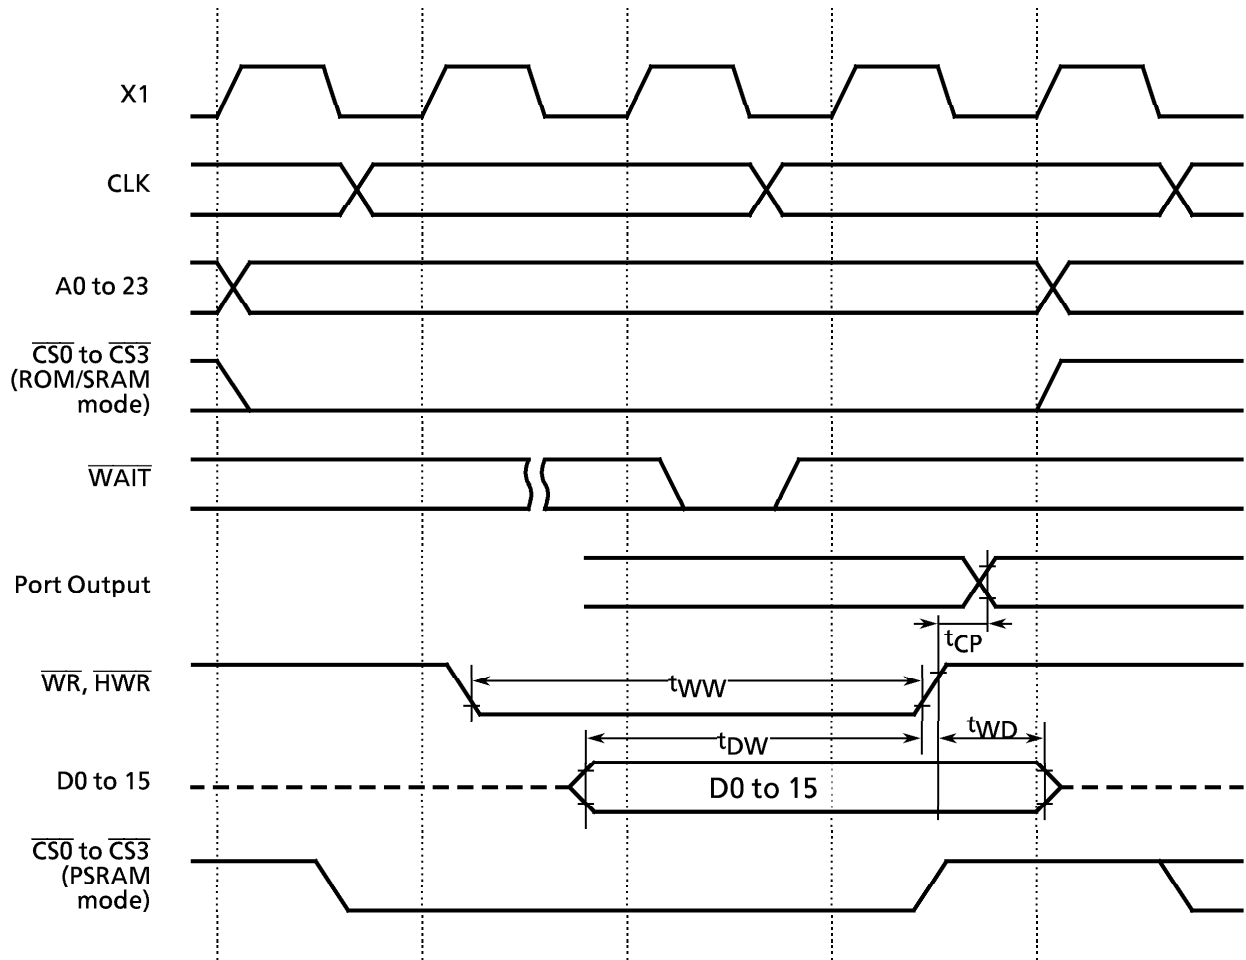 X1
CLK
A0 to 23
CS0 to CS3
(ROM/SRAM
mode)
WAIT
Port Output
tCP
WR, HWR
tWW
tDW
tWD
D0 to 15
D0 to 15
CS0 to CS3
(PSRAM
mode)